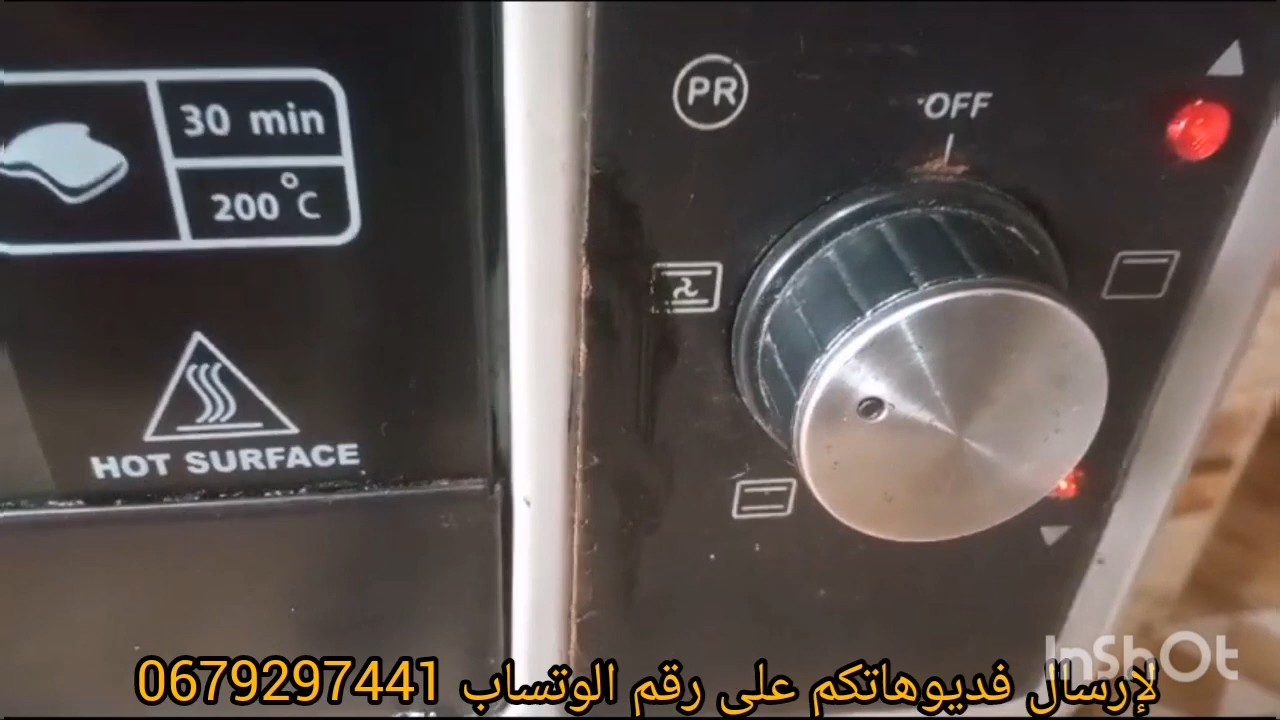 PR
OFF
30 min
200°C
HOT SURFACE
InShOt
لإرسال فديوهاتكم على رقم الوتساب 0679297441